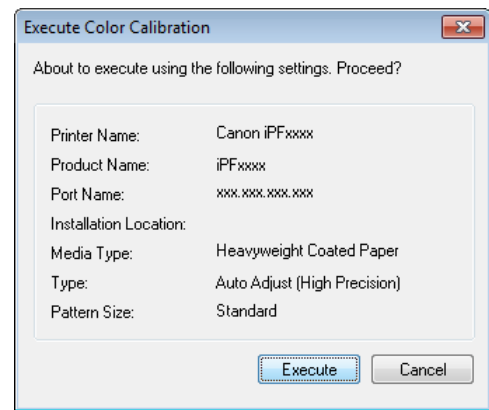 Execute Color Calibration
About to execute using the following settings. Proceed?
Printer Name: Canon iPFxxxx
Product Name: iPFxxxx
Port Name: xxx.xxx.xxx.xxx
Installation Location:
Media Type: Heavyweight Coated Paper
Type: Auto Adjust (High Precision)
Pattern Size: Standard
Execute Cancel